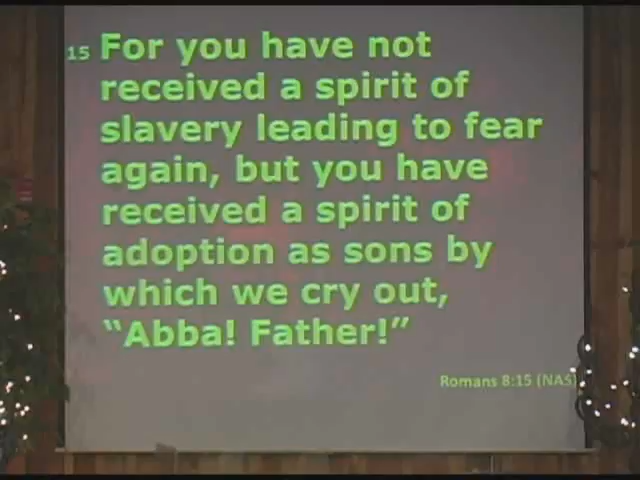 15 For you have not
received a spirit of
slavery leading to fear
again, but you have
received a spirit of
adoption as sons by
which we cry out,
“Abba! Father!”
Romans 8:15 (NAS)